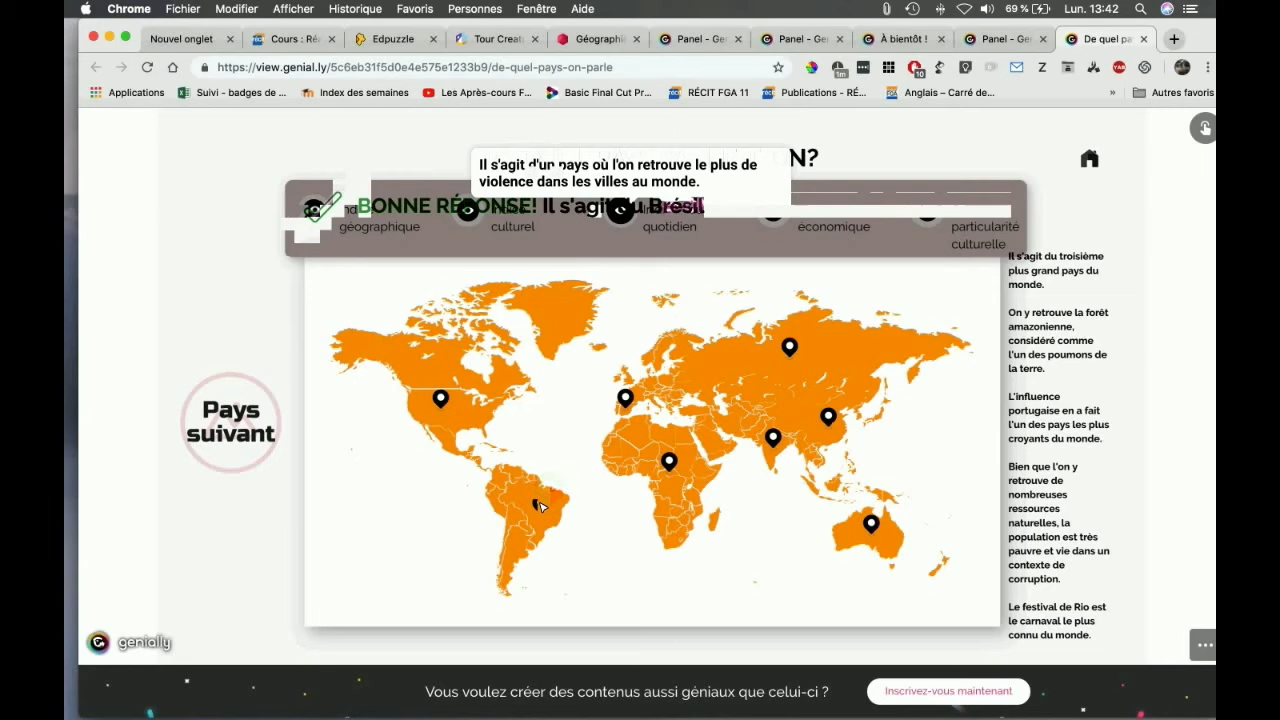 Chrome Fichier Modifier Afficher Historique Favoris Personnes Fenêtre Aide 69 % Lun. 13:42
Nouvel onglet Cours : Ré Edpuzzle Tour Creat Géographi Panel - Ge Panel - Ge À bientôt ! Panel - Ge De quel pa
https://view.genial.ly/5c6eb31f5d0e4e575e1233b9/de-quel-pays-on-parle
1m 10 Z
Applications Suivi - badges de ... Index des semaines Les Après-cours F... Basic Final Cut Pr... RÉCIT FGA 11 Publications - RÉ... Anglais – Carré de... » Autres favoris
N?
Il s'agit d'un pays où l'on retrouve le plus de
violence dans les villes au monde.
BONNE RÉPONSE! Il s'agit du Brésil
géographique
culturel
quotidien
économique
particularité
culturelle
Il s'agit du troisième
plus grand pays du
monde.
On y retrouve la forêt
amazonienne,
considéré comme
l'un des poumons de
la terre.
L'influence
portugaise en a fait
l'un des pays les plus
croyants du monde.
Bien que l'on y
retrouve de
nombreuses
ressources
naturelles, la
population est très
pauvre et vie dans un
contexte de
corruption.
Le festival de Rio est
le carnaval le plus
connu du monde.
Pays
suivant
genially
Vous voulez créer des contenus aussi géniaux que celui-ci ? Inscrivez-vous maintenant